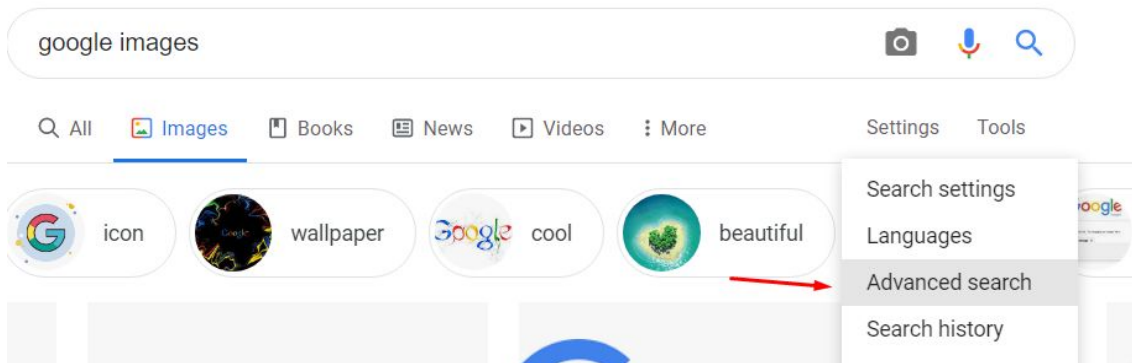 google images
All Images Books News Videos More Settings Tools
Search settings
icon wallpaper Google cool beautiful
Languages
Advanced search
Search history